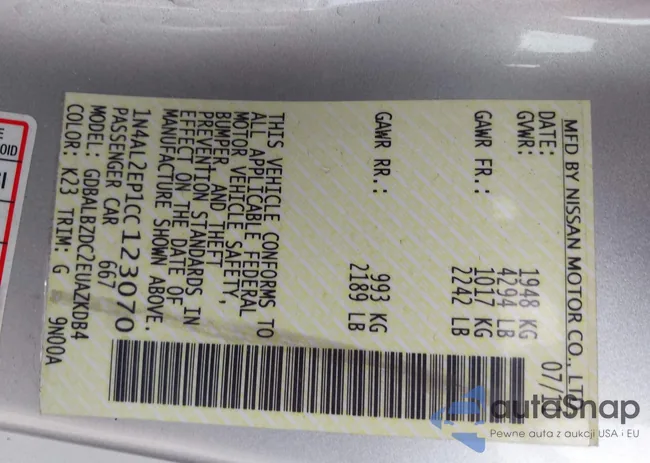 MFD BY NISSAN MOTOR CO., LTD
DATE: 07/
GVWR: 1948 KG
4294 LB
GAWR FR.: 1017 KG
2242 LB
GAWR RR.: 993 KG
2189 LB
THIS VEHICLE CONFORMS TO
ALL APPLICABLE FEDERAL
MOTOR VEHICLE SAFETY,
BUMPER, AND THEFT
PREVENTION STANDARDS IN
EFFECT ON THE DATE OF
MANUFACTURE SHOWN ABOVE.
1N4AL2EP1CC123070
PASSENGER CAR 667
MODEL: GDBALBZDC2EUAZKDB4
COLOR: K23 TRIM: G 9N00A
OID
autoSnap
Pewne auta z aukcji USA i EU